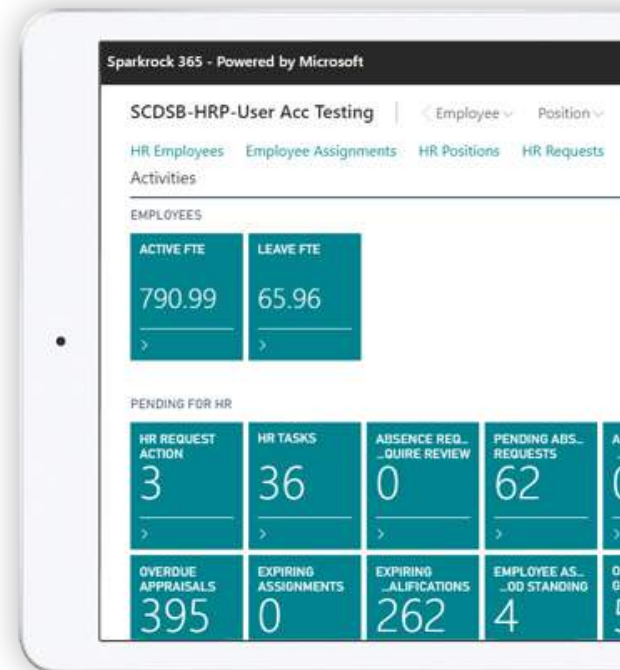 Sparkrock 365 - Powered by Microsoft
SCDSB-HRP-User Acc Testing | Employee Position
HR Employees Employee Assignments HR Positions HR Requests
Activities
EMPLOYEES
ACTIVE FTE LEAVE FTE
790.99 65.96
PENDING FOR HR
HR REQUEST HR TASKS ABSENCE REQ... PENDING ABS...
ACTION ...QUIRE REVIEW REQUESTS
3 36 0 62
OVERDUE EXPIRING EXPIRING EMPLOYEE AS...
APPRAISALS ASSIGNMENTS ...ALIFICATIONS ...OD STANDING
395 0 262 4